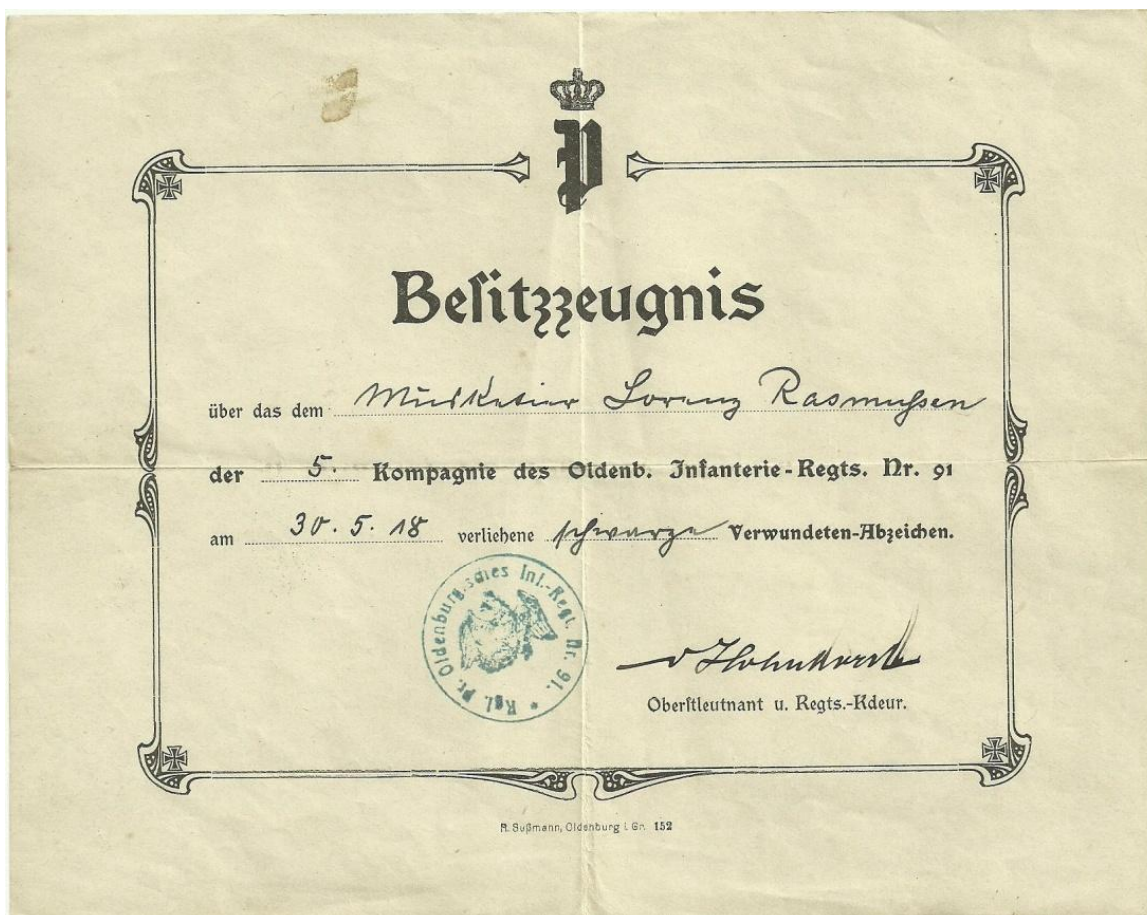 P
Besitzzeugnis
über das dem Musketier Lorenz Rasmußen
der 5. Kompagnie des Oldenb. Infanterie-Regts. Nr. 91
am 30. 5. 18 verliehene schwarze Verwundeten-Abzeichen.
Kgl. Pr. Oldenburgisches Inf.-Regt. Nr. 91. *
v
Oberstleutnant u. Regts.-Kdeur.
R. Sußmann, Oldenburg i. Gr. 152